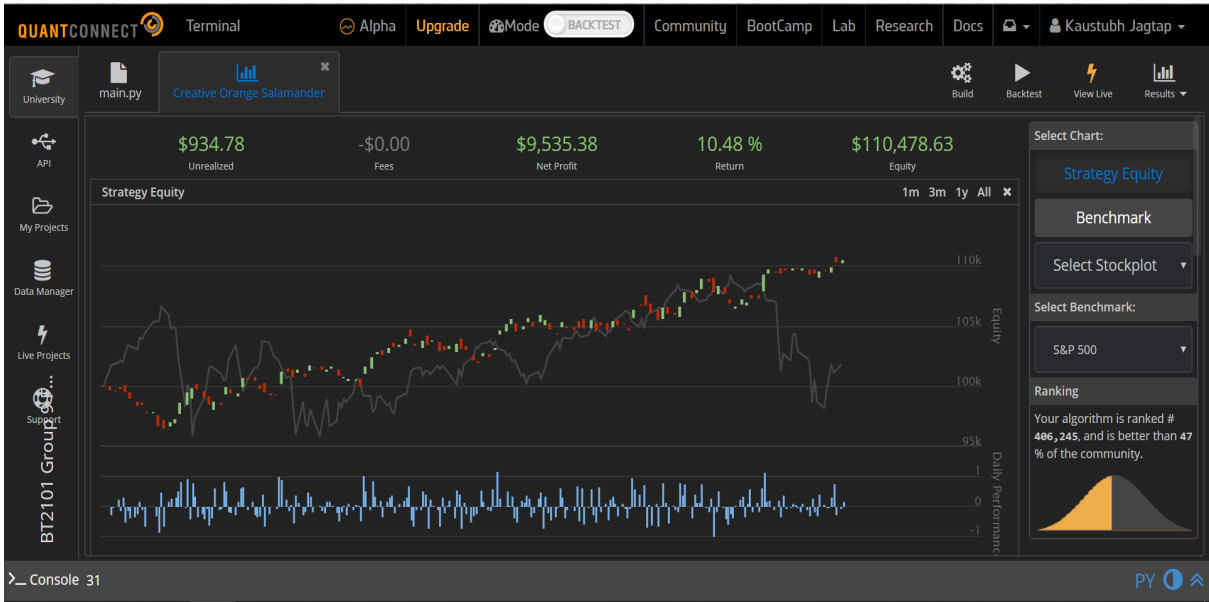 QUANTCONNECT Terminal Alpha Upgrade Mode BACKTEST Community BootCamp Lab Research Docs Kaustubh Jagtap
University
API
My Projects
Data Manager
Live Projects
Support
main.py
Creative Orange Salamander
Build Backtest View Live Results
$934.78 -$0.00 $9,535.38 10.48 % $110,478.63
Unrealized Fees Net Profit Return Equity
Strategy Equity 1m 3m 1y All
110k
105k
100k
95k
Equity
1
0
-1
Daily Performanc
Select Chart:
Strategy Equity
Benchmark
Select Stockplot
Select Benchmark:
S&P 500
Ranking
Your algorithm is ranked #
406,245, and is better than 47
% of the community.
BT2101 Group
Console 31
PY